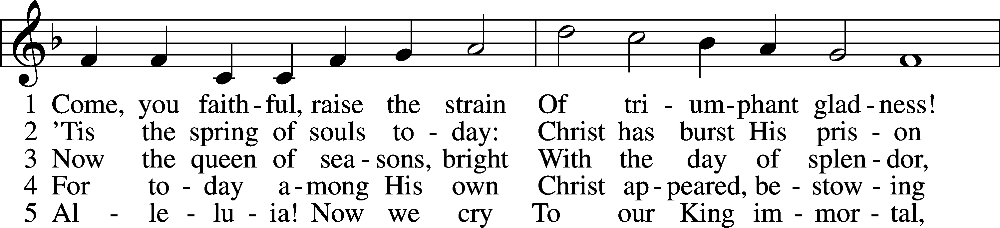 1 Come, you faith - ful, raise the strain Of tri - um - phant glad - ness!
2 ’Tis the spring of souls to - day: Christ has burst His pris - on
3 Now the queen of sea - sons, bright With the day of splen - dor,
4 For to - day a - mong His own Christ ap - peared, be - stow - ing
5 Al - le - lu - ia! Now we cry To our King im - mor - tal,